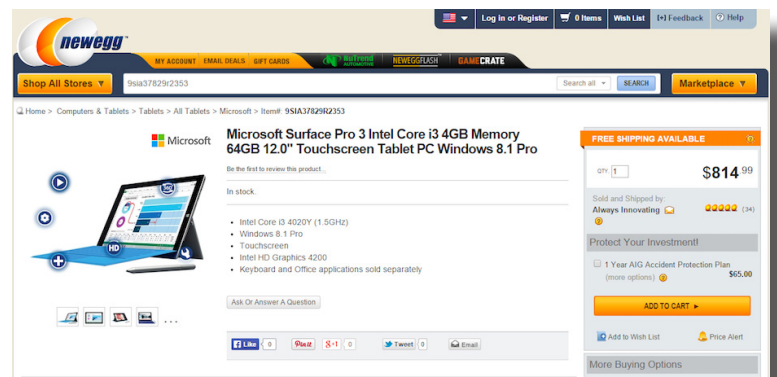 Log in or Register
0 Items
Wish List
[+] Feedback
? Help
newegg
MY ACCOUNT
EMAIL DEALS
GIFT CARDS
NuTrend
AUTOMOTIVE
NEWEGGFLASH
GAMECRATE
Shop All Stores
9sia37829r2353
Search all
SEARCH
Marketplace
Home > Computers & Tablets > Tablets > All Tablets > Microsoft > Item#: 9SIA37829R2353
Microsoft
Microsoft Surface Pro 3 Intel Core i3 4GB Memory
64GB 12.0" Touchscreen Tablet PC Windows 8.1 Pro
Be the first to review this product...
In stock.
Intel Core i3 4020Y (1.5GHz)
Windows 8.1 Pro
Touchscreen
Intel HD Graphics 4200
Keyboard and Office applications sold separately
HD
Ask Or Answer A Question
...
Like 0
Pin it
g+1 0
Tweet 0
Email
FREE SHIPPING AVAILABLE
QTY 1
$814.99
Sold and Shipped by:
Always Innovating
(34)
?
Protect Your Investment!
1 Year AIG Accident Protection Plan
(more options) ? $65.00
ADD TO CART ►
Add to Wish List
Price Alert
More Buying Options